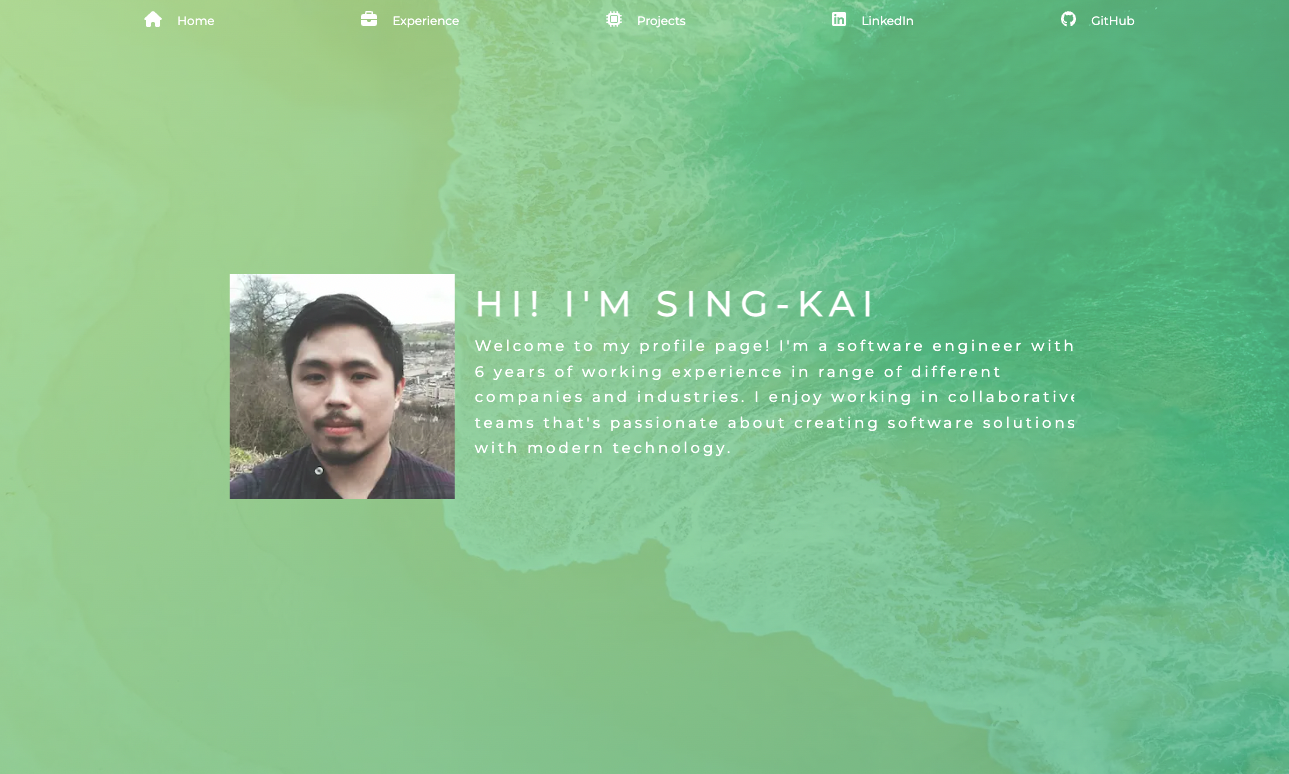 Home
Experience
Projects
LinkedIn
GitHub
HI! I'M SING-KAI
Welcome to my profile page! I'm a software engineer with
6 years of working experience in range of different
companies and industries. I enjoy working in collaborative
teams that's passionate about creating software solutions
with modern technology.